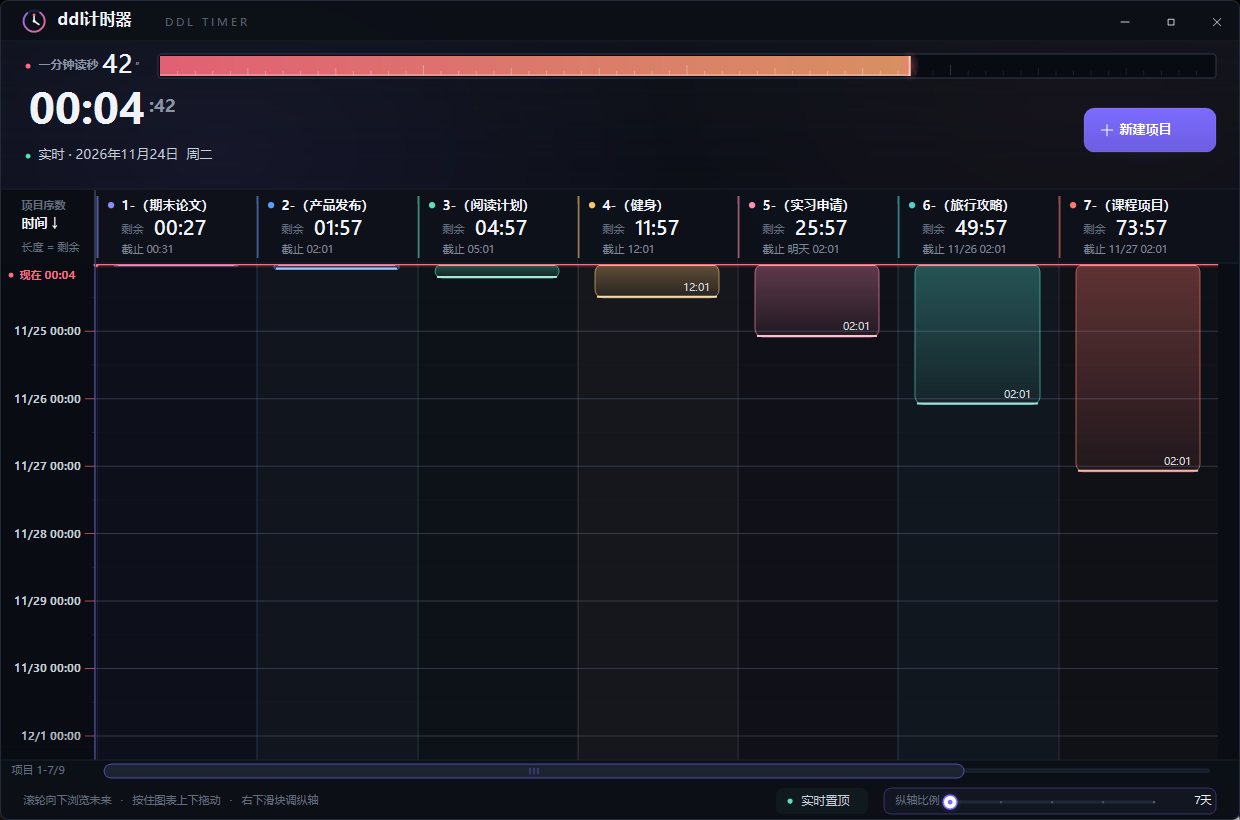 ddl计时器 DDL TIMER
一分钟读秒 42 "
00:04 :42
实时 · 2026年11月24日 周二
+ 新建项目
项目序数
时间↓
长度 = 剩余
1-（期末论文）
剩余 00:27
截止 00:31
2-（产品发布）
剩余 01:57
截止 02:01
3-（阅读计划）
剩余 04:57
截止 05:01
4-（健身）
剩余 11:57
截止 12:01
5-（实习申请）
剩余 25:57
截止 明天 02:01
6-（旅行攻略）
剩余 49:57
截止 11/26 02:01
7-（课程项目）
剩余 73:57
截止 11/27 02:01
现在 00:04
12:01
02:01
11/25 00:00
02:01
11/26 00:00
02:01
11/27 00:00
11/28 00:00
11/29 00:00
11/30 00:00
12/1 00:00
项目 1-7/9
滚轮向下浏览未来 · 按住图表上下拖动 · 右下滑块调纵轴
实时置顶
纵轴比例 7天